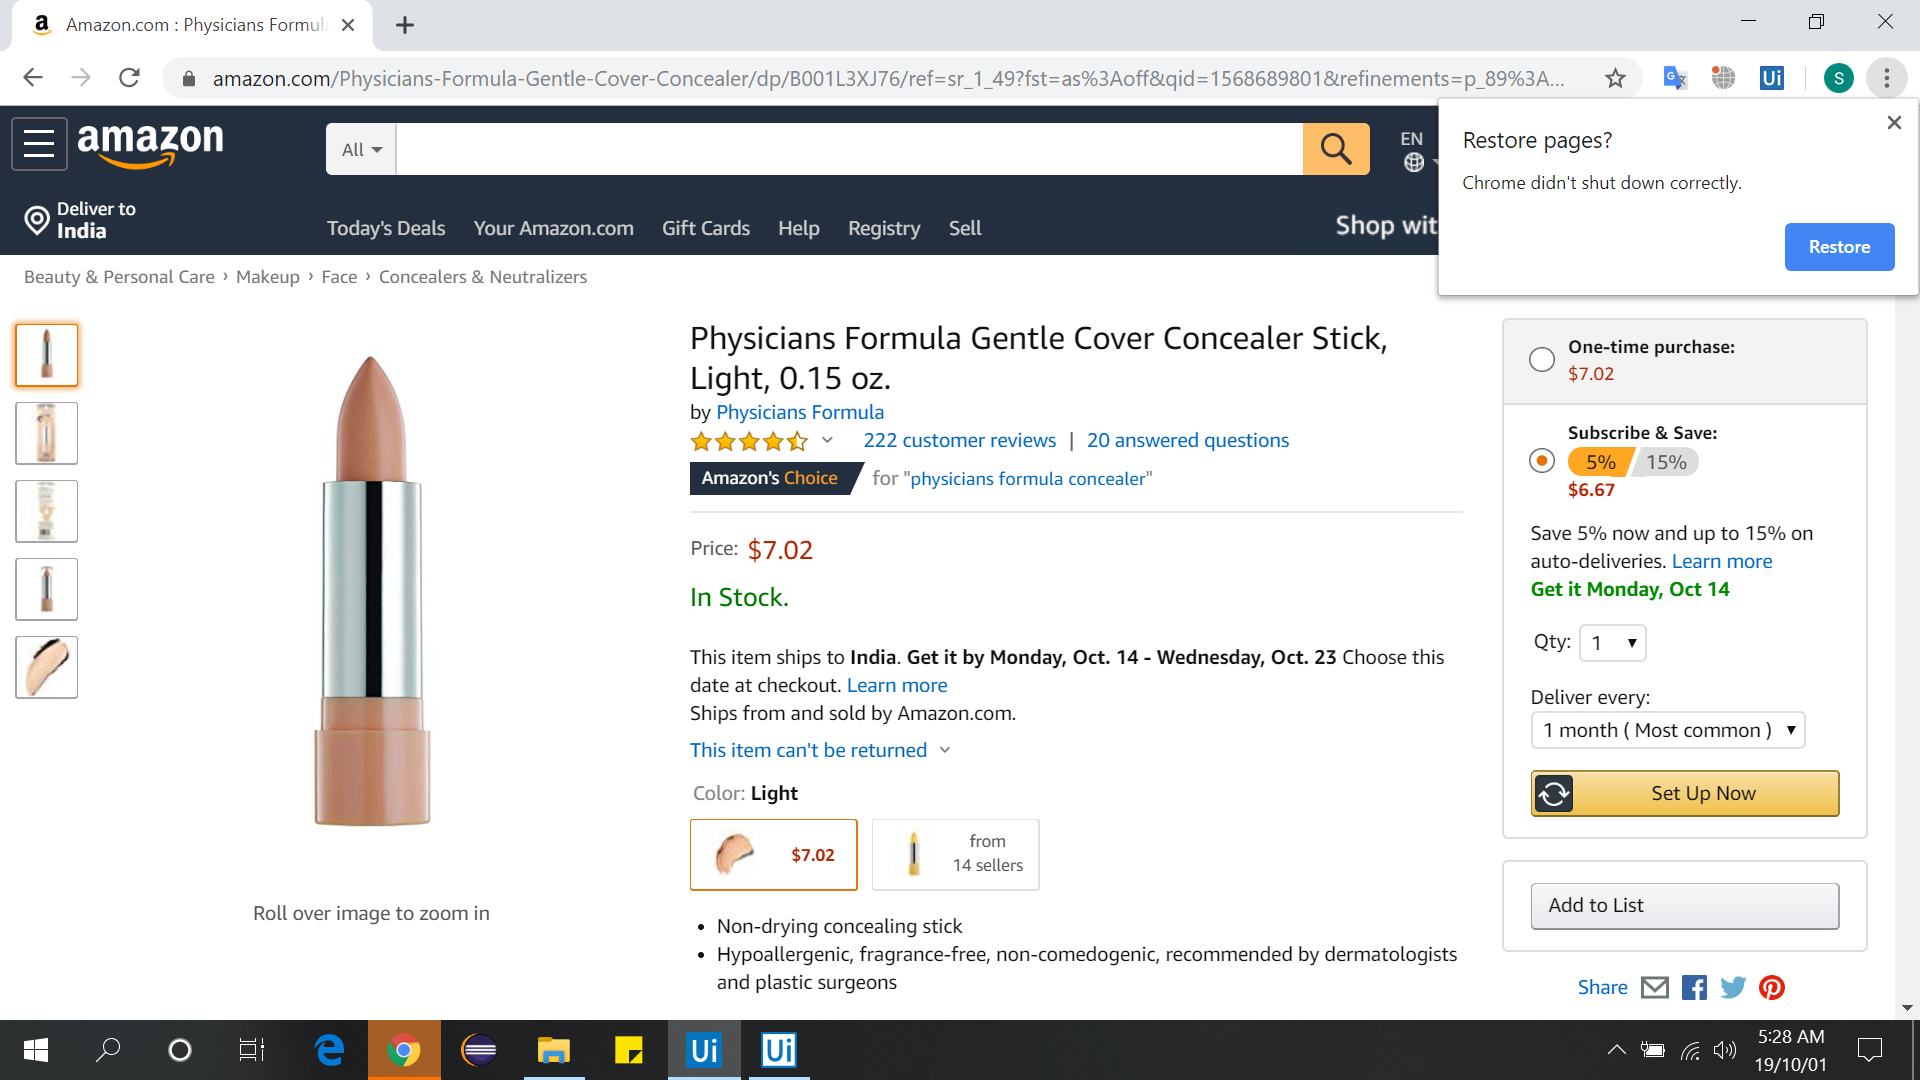 Amazon.com : Physicians Formula
amazon.com/Physicians-Formula-Gentle-Cover-Concealer/dp/B001L3XJ76/ref=sr_1_49?fst=as%3Aoff&qid=1568689801&refinements=p_89%3A...
S
Restore pages?
Chrome didn't shut down correctly.
Restore
amazon
All
EN
Deliver to
India
Today's Deals Your Amazon.com Gift Cards Help Registry Sell
Shop wit
Beauty & Personal Care › Makeup › Face › Concealers & Neutralizers
Physicians Formula Gentle Cover Concealer Stick,
Light, 0.15 oz.
by Physicians Formula
222 customer reviews | 20 answered questions
Amazon's Choice for "physicians formula concealer"
Price: $7.02
In Stock.
This item ships to India. Get it by Monday, Oct. 14 - Wednesday, Oct. 23 Choose this
date at checkout. Learn more
Ships from and sold by Amazon.com.
This item can't be returned
Color: Light
$7.02
from
14 sellers
• Non-drying concealing stick
• Hypoallergenic, fragrance-free, non-comedogenic, recommended by dermatologists
and plastic surgeons
Roll over image to zoom in
One-time purchase:
$7.02
Subscribe & Save:
5% 15%
$6.67
Save 5% now and up to 15% on
auto-deliveries. Learn more
Get it Monday, Oct 14
Qty: 1
Deliver every:
1 month ( Most common )
Set Up Now
Add to List
Share
Ui
Ui
Ui
5:28 AM
19/10/01